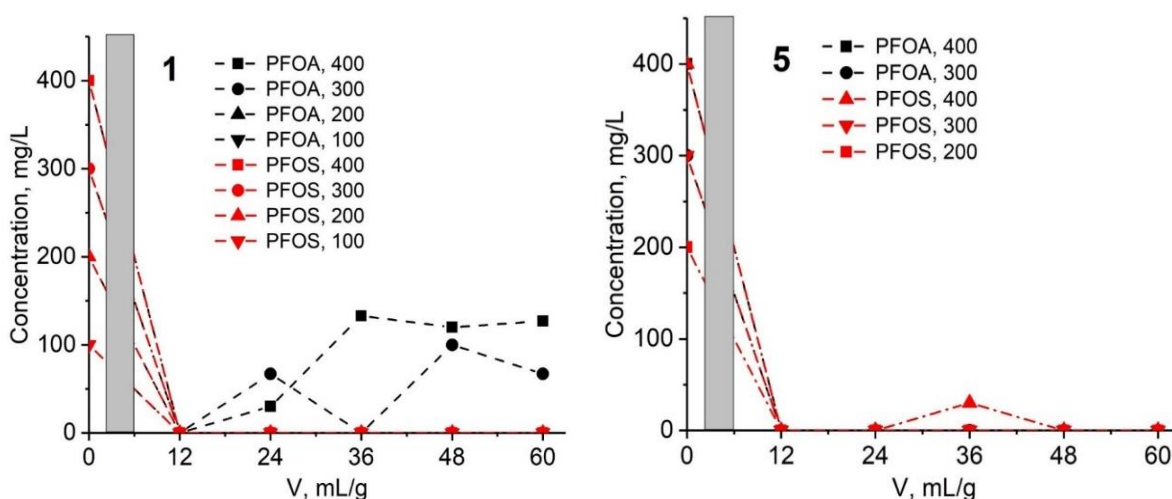 1
PFOA, 400
PFOA, 300
PFOA, 200
PFOA, 100
PFOS, 400
PFOS, 300
PFOS, 200
PFOS, 100
Concentration, mg/L
400
300
200
100
0
0 12 24 36 48 60
V, mL/g
5
PFOA, 400
PFOA, 300
PFOS, 400
PFOS, 300
PFOS, 200
Concentration, mg/L
400
300
200
100
0
0 12 24 36 48 60
V, mL/g